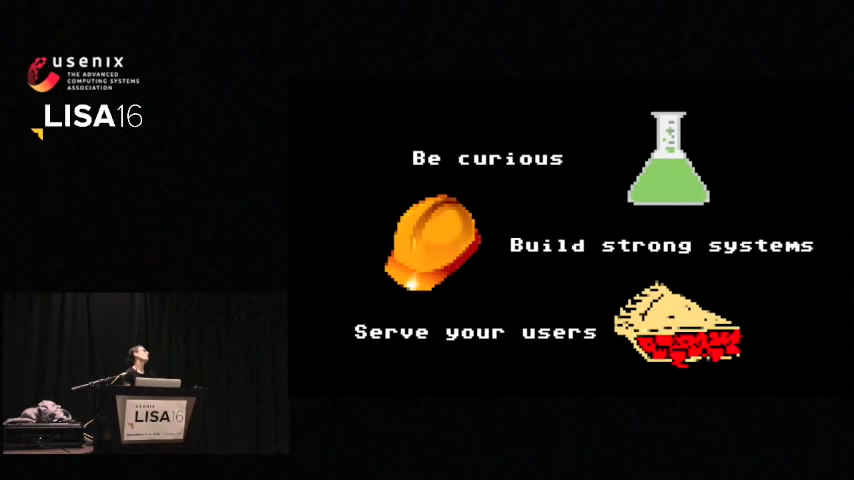 usenix
THE ADVANCED
COMPUTING SYSTEMS
ASSOCIATION
LISA16
Be curious
Build strong systems
Serve your users
USENIX
LISA16